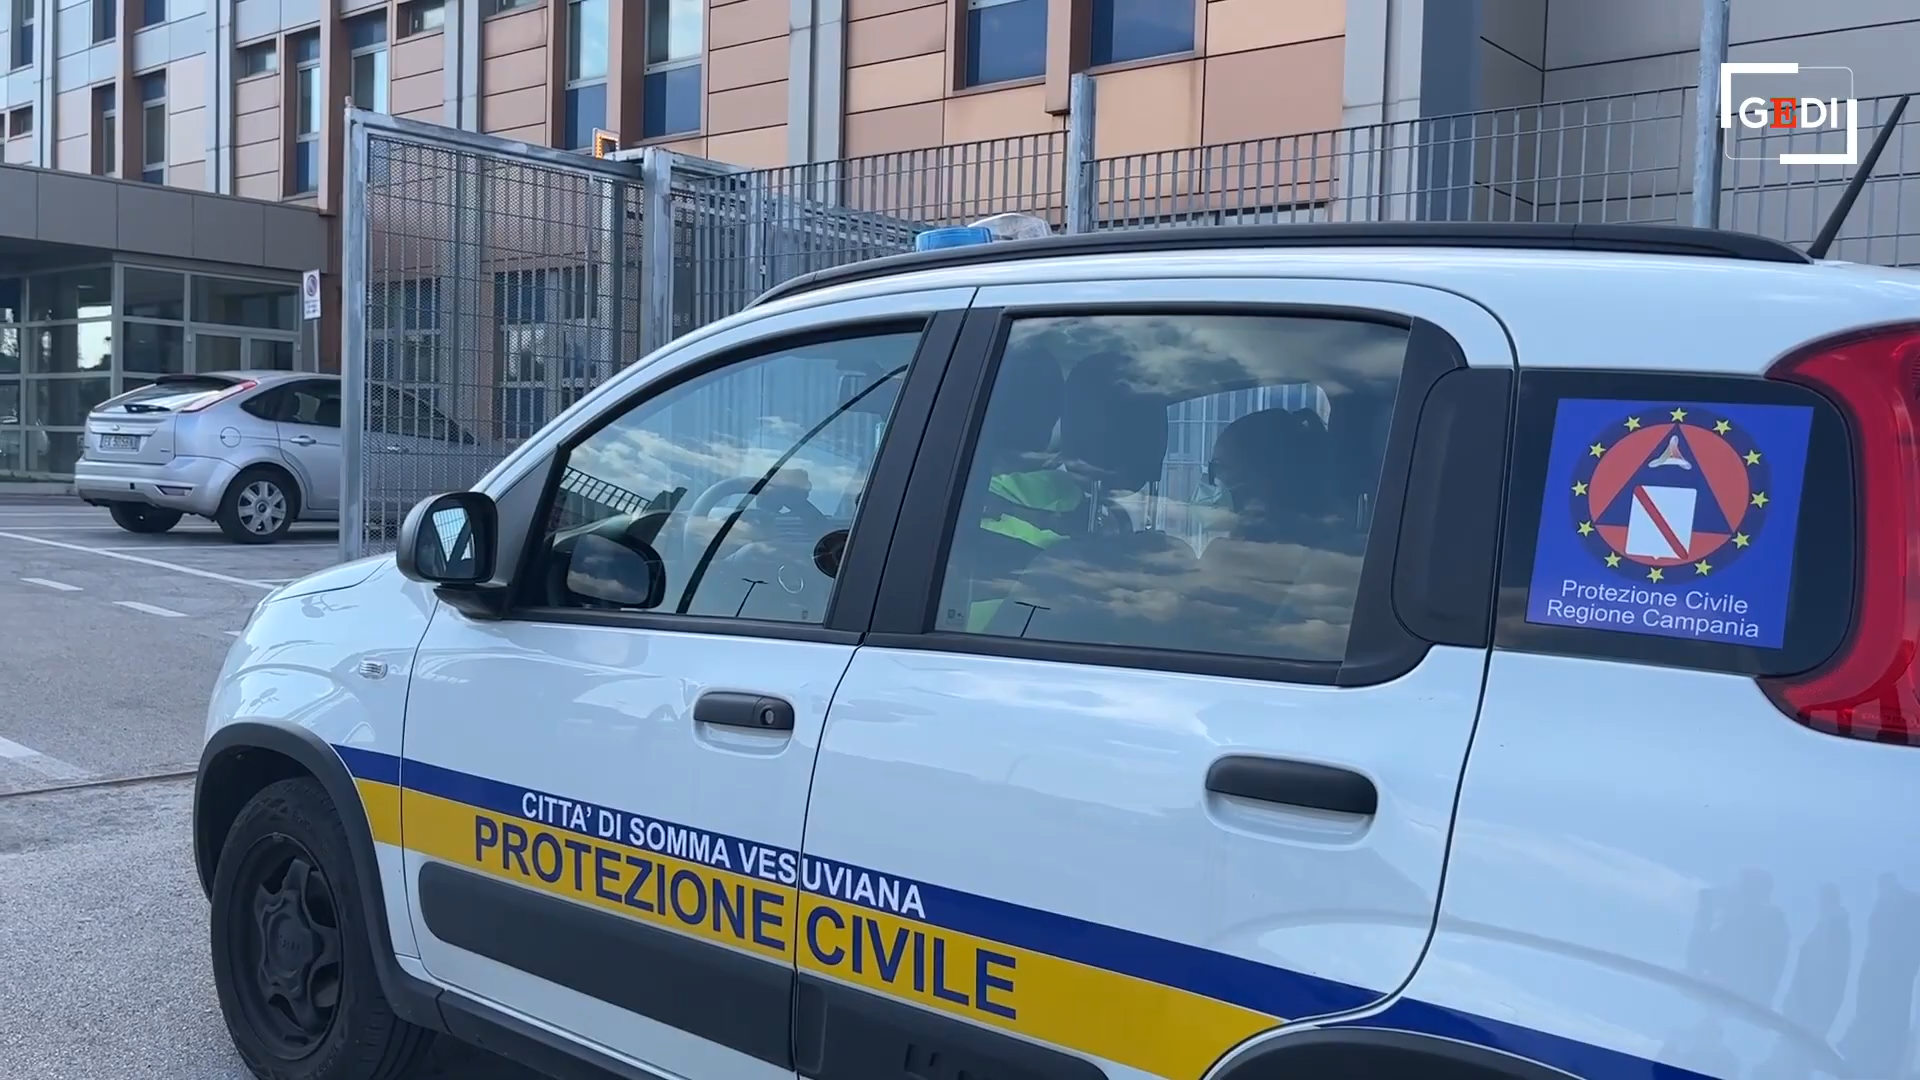 GEDI
Protezione Civile
Regione Campania
CITTA' DI SOMMA VESUVIANA
PROTEZIONE CIVILE